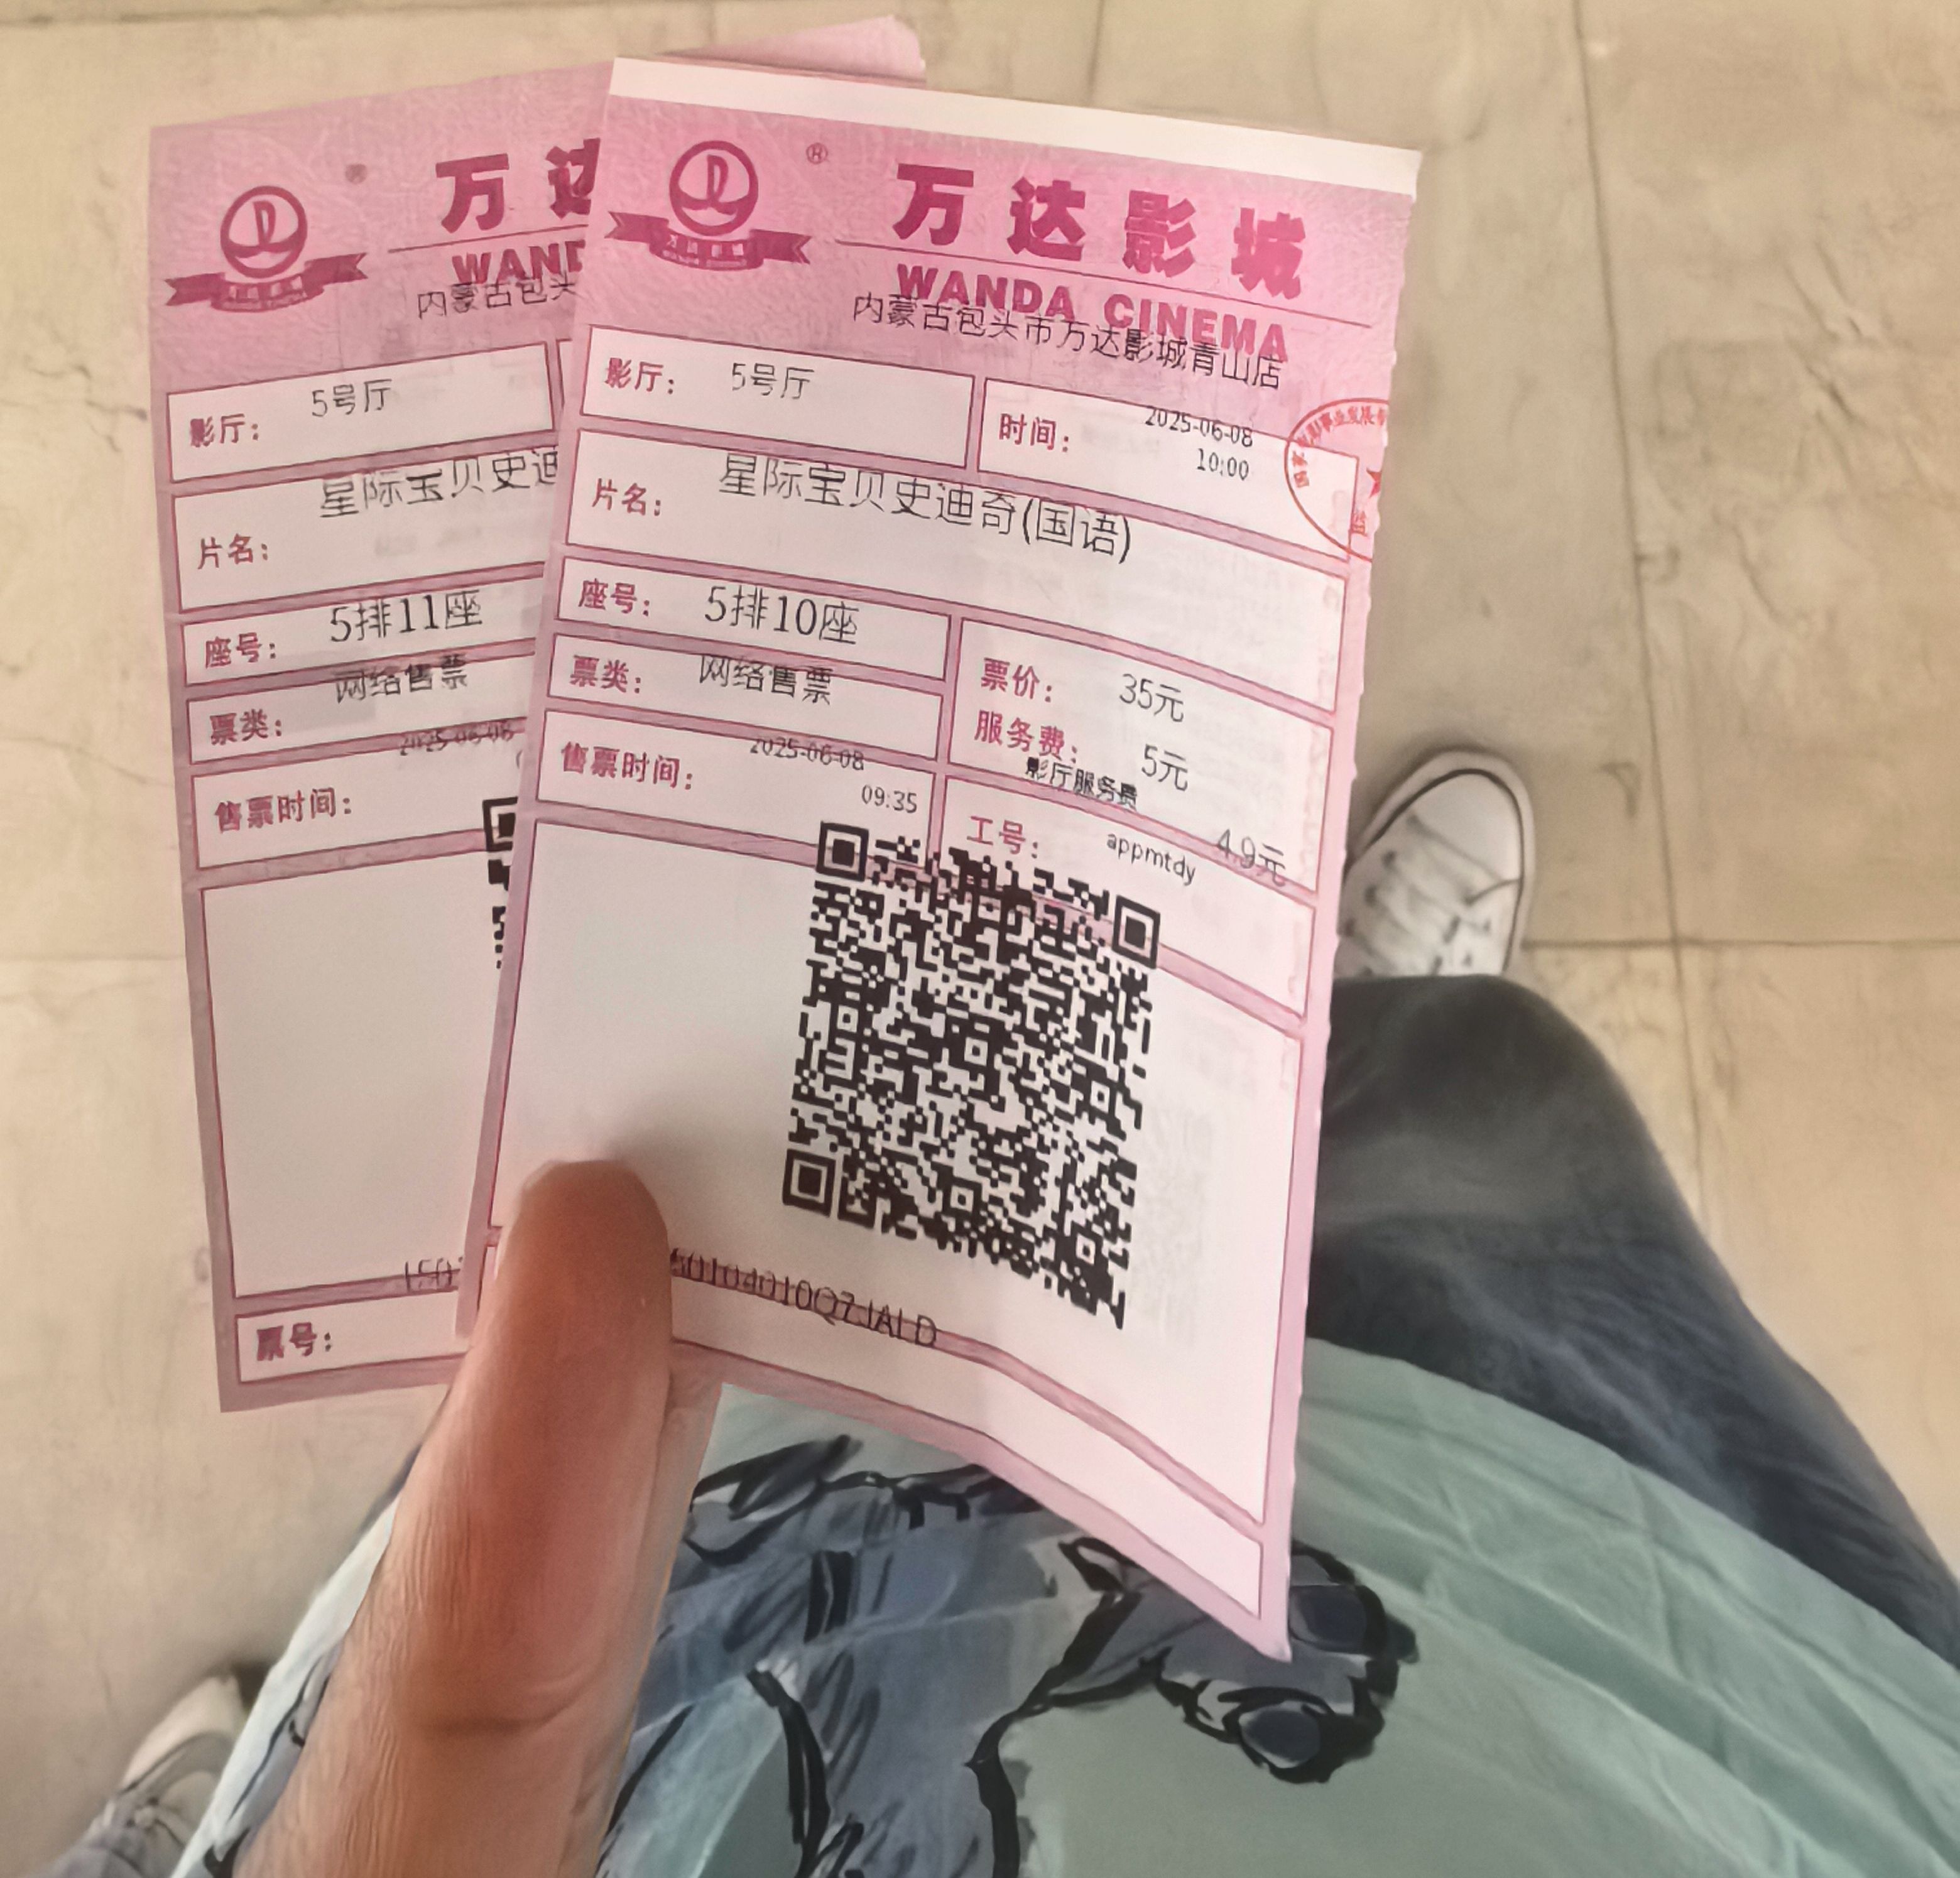 万达
WAND
内蒙古包头
影厅: 5号厅
片名: 星际宝贝史迪
座号: 5排11座
票类: 网络售票
售票时间:
票号:
®
万达影城
WANDA CINEMA
内蒙古包头市万达影城青山店
影厅: 5号厅
时间: 2025-06-08
10:00
片名: 星际宝贝史迪奇(国语)
座号: 5排10座
票价: 35元
票类: 网络售票
服务费: 5元
影厅服务费
4.9元
售票时间: 2025-06-08
09:35
工号: appmtdy